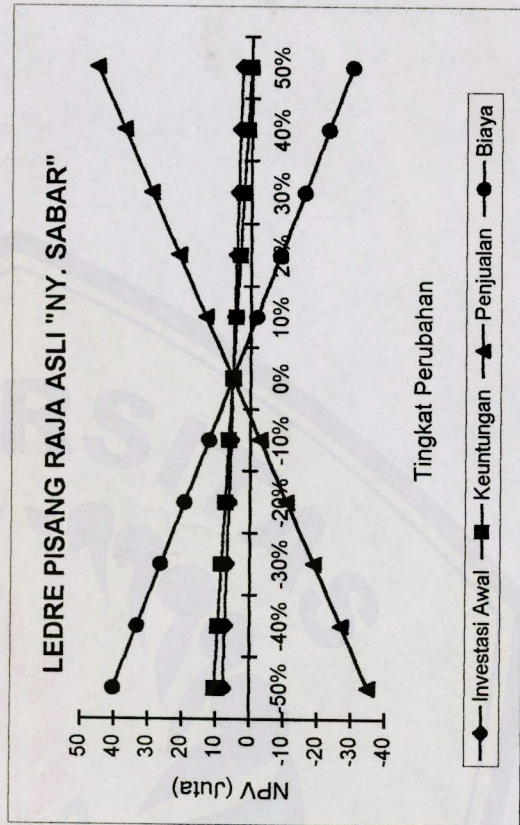 LEDRE PISANG RAJA ASLI "NY. SABAR"
NPV (Juta)
50
40
30
20
10
0
-10
-20
-30
-40
-50% -40% -30% -20% -10% 0% 10% 20% 30% 40% 50%
Tingkat Perubahan
Investasi Awal Keuntungan Penjualan Biaya